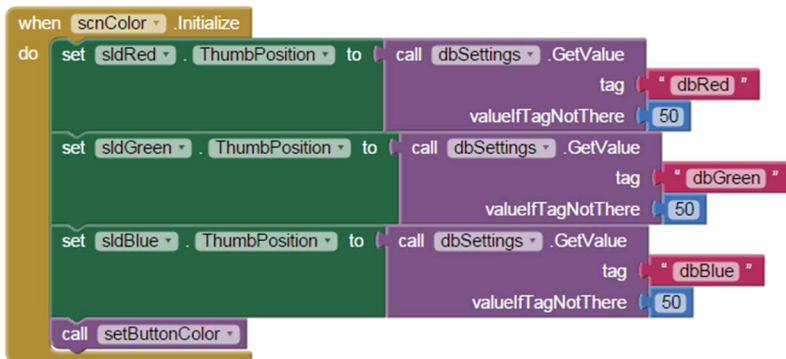 when scnColor .Initialize
do set sldRed . ThumbPosition to call dbSettings .GetValue
tag " dbRed "
valueIfTagNotThere 50
set sldGreen . ThumbPosition to call dbSettings .GetValue
tag " dbGreen "
valueIfTagNotThere 50
set sldBlue . ThumbPosition to call dbSettings .GetValue
tag " dbBlue "
valueIfTagNotThere 50
call setButtonColor